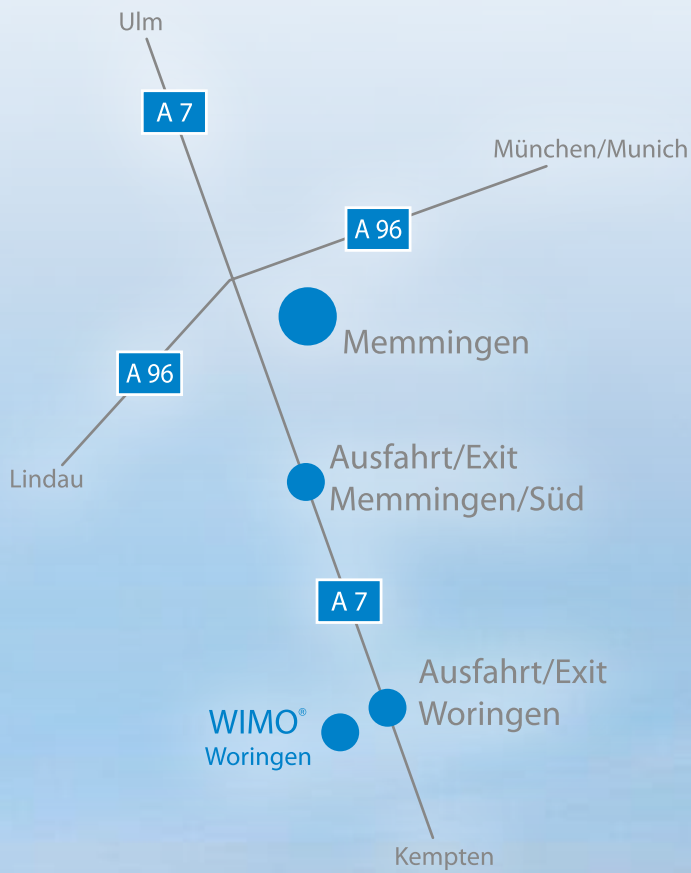 Ulm
A 7
München/Munich
A 96
Memmingen
A 96
Lindau
Ausfahrt/Exit
Memmingen/Süd
A 7
Ausfahrt/Exit
Woringen
WIMO®
Woringen
Kempten